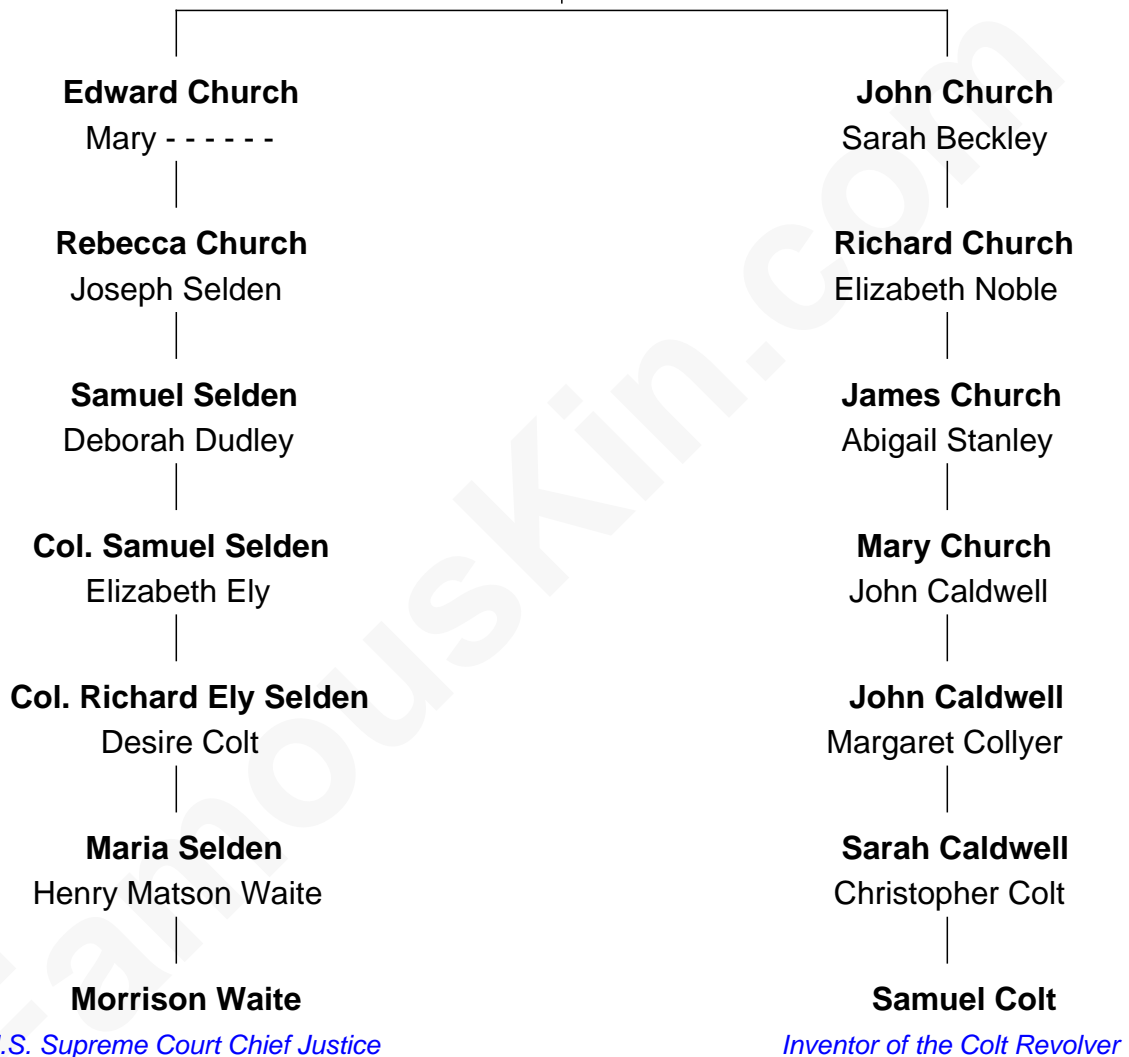 Edward Church
Mary - - - - - -
John Church
Sarah Beckley
Rebecca Church
Joseph Selden
Richard Church
Elizabeth Noble
Samuel Selden
Deborah Dudley
James Church
Abigail Stanley
Col. Samuel Selden
Elizabeth Ely
Mary Church
John Caldwell
Col. Richard Ely Selden
Desire Colt
John Caldwell
Margaret Collyer
Maria Selden
Henry Matson Waite
Sarah Caldwell
Christopher Colt
Morrison Waite
.S. Supreme Court Chief Justice
Samuel Colt
Inventor of the Colt Revolver
FamousKin.com